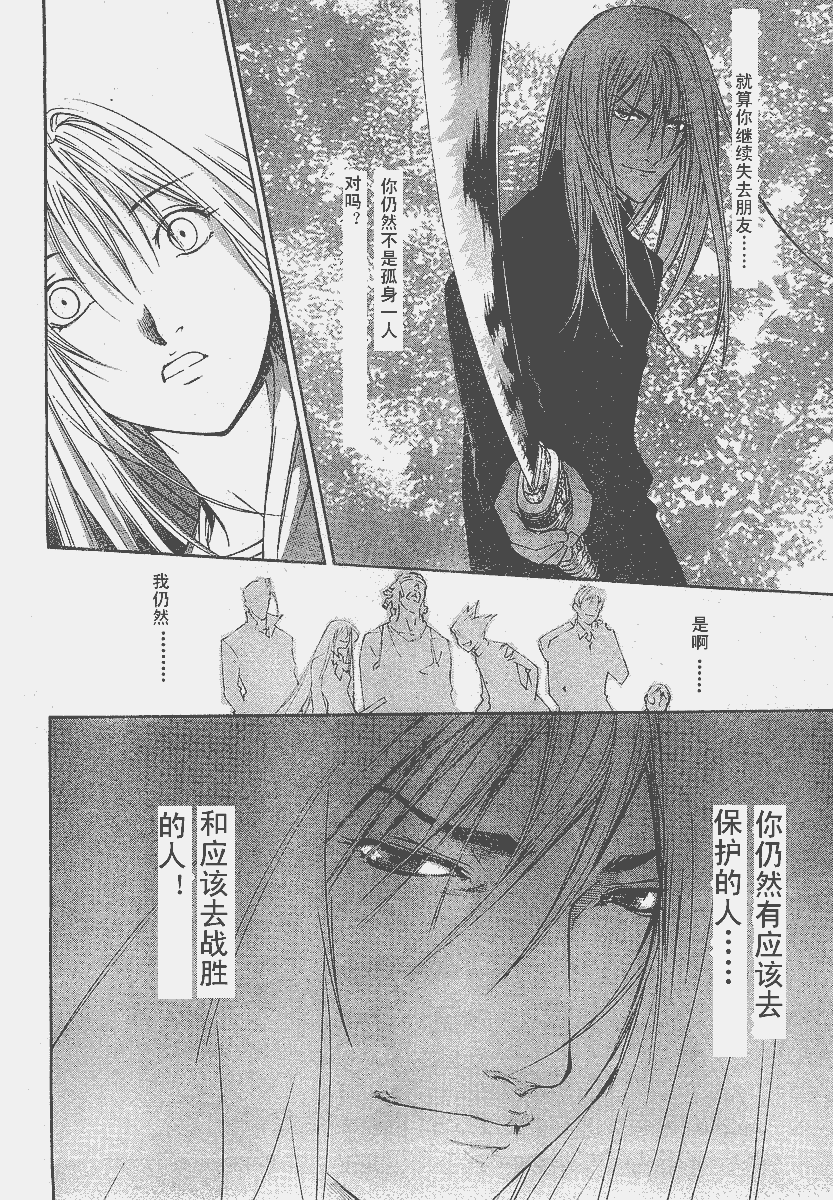 就算你继续失去朋友……
你仍然不是孤身一人
对吗？
是啊……
我仍然………
你仍然有应该去
保护的人……
和应该去战胜
的人！